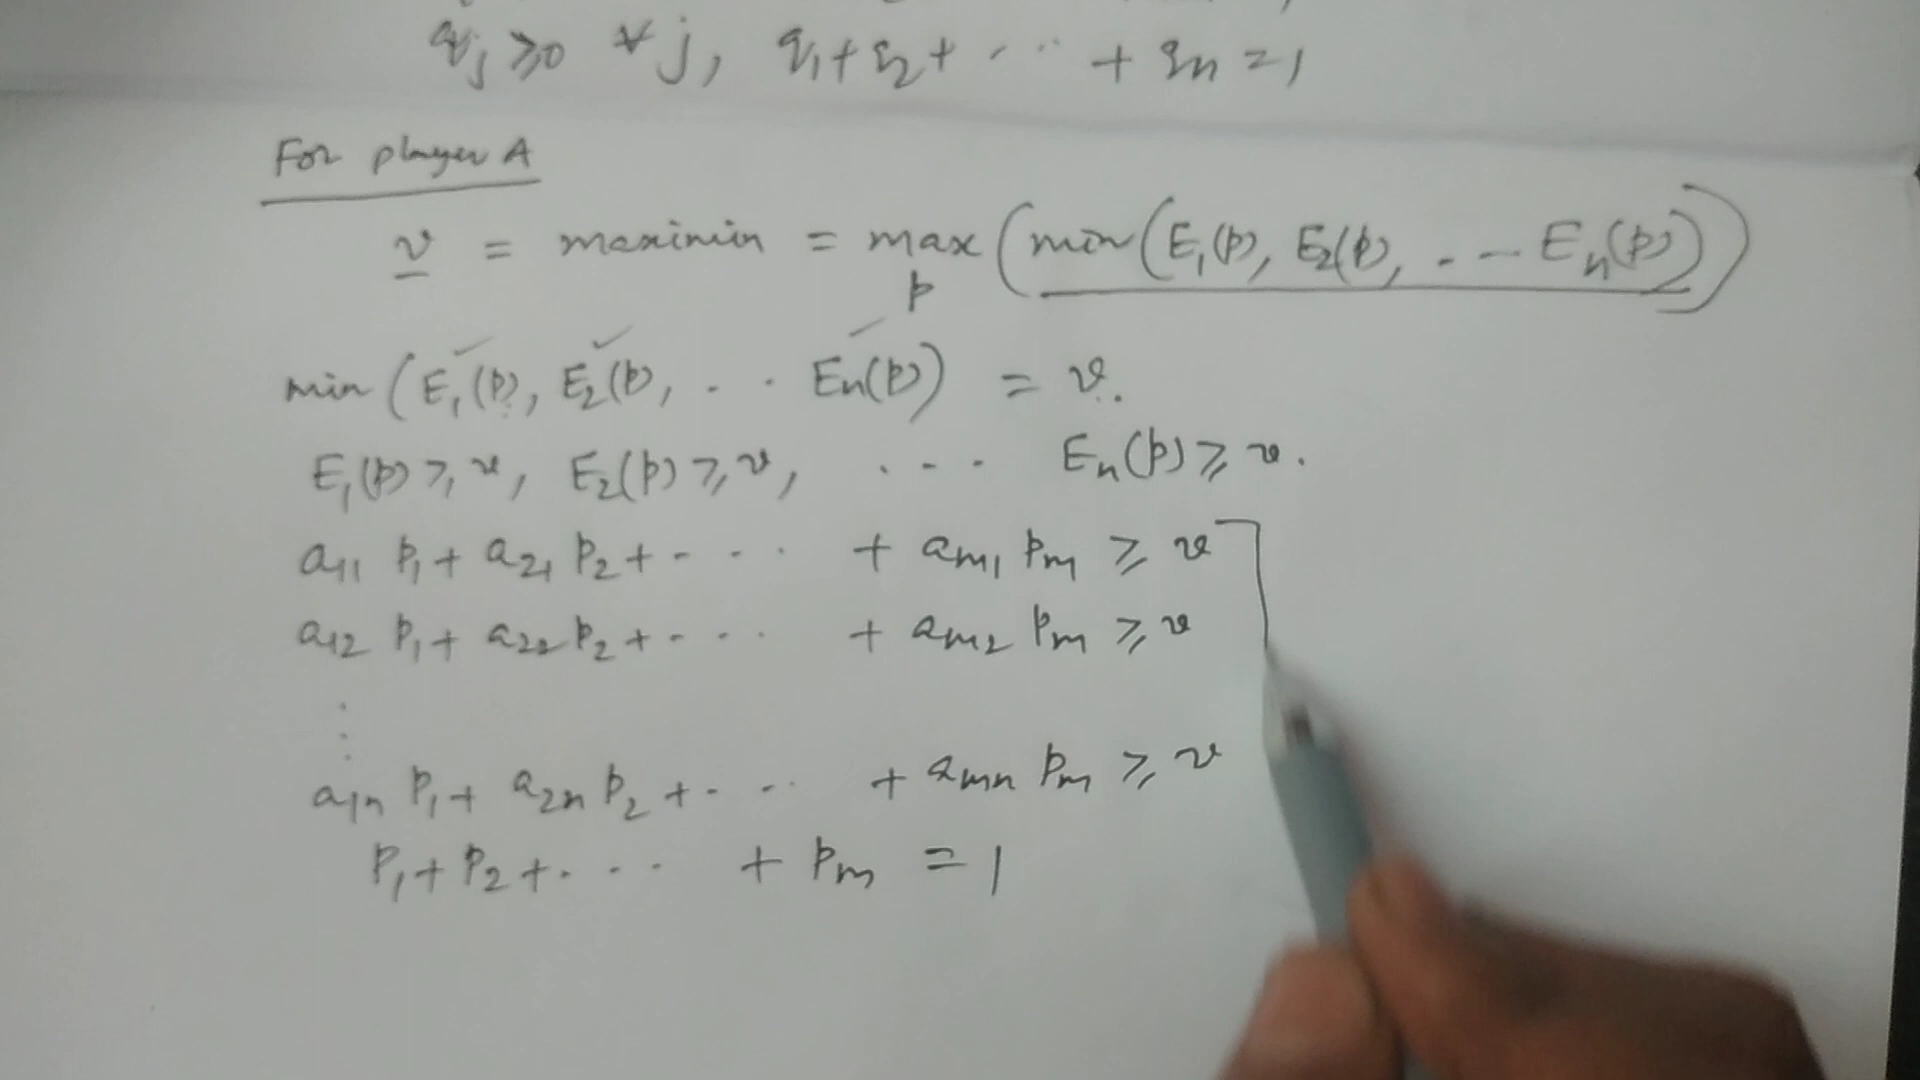 qj ≥ 0 ∀ j, q1 + q2 + ... + qn = 1
For player A
v = maximin = max p (min (E1(p), E2(p), . - - En(p)))
min (E1(p), E2(p), . . En(p)) = v.
E1(p) ≥ v, E2(p) ≥ v, . - - En(p) ≥ v.
a11 p1 + a21 p2 + - - . . + am1 pm ≥ v
a12 p1 + a22 p2 + - - . . + am2 pm ≥ v
:
a1n p1 + a2n p2 + - . . + amn pm ≥ v
p1 + p2 + . . . . + pm = 1